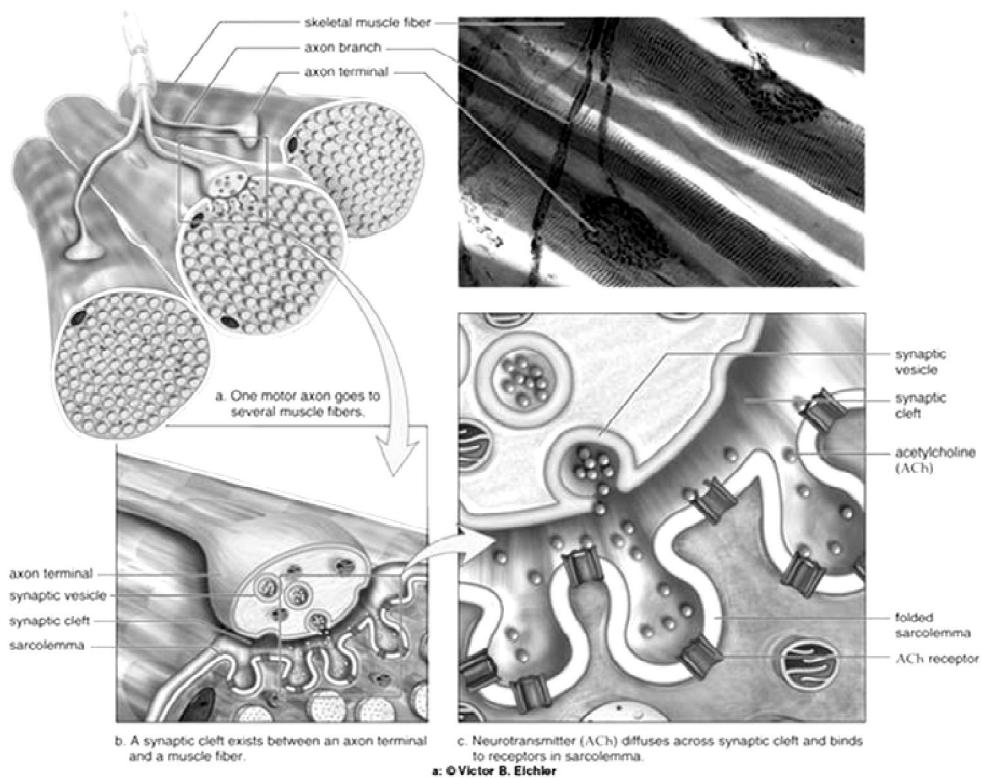 skeletal muscle fiber
axon branch
axon terminal
a. One motor axon goes to
several muscle fibers.
synaptic
vesicle
synaptic
cleft
acetylcholine
(ACh)
axon terminal
synaptic vesicle
synaptic cleft
sarcolemma
folded
sarcolemma
ACh receptor
b. A synaptic cleft exists between an axon terminal
and a muscle fiber.
c. Neurotransmitter (ACh) diffuses across synaptic cleft and binds
to receptors in sarcolemma.
a: © Victor B. Eichler